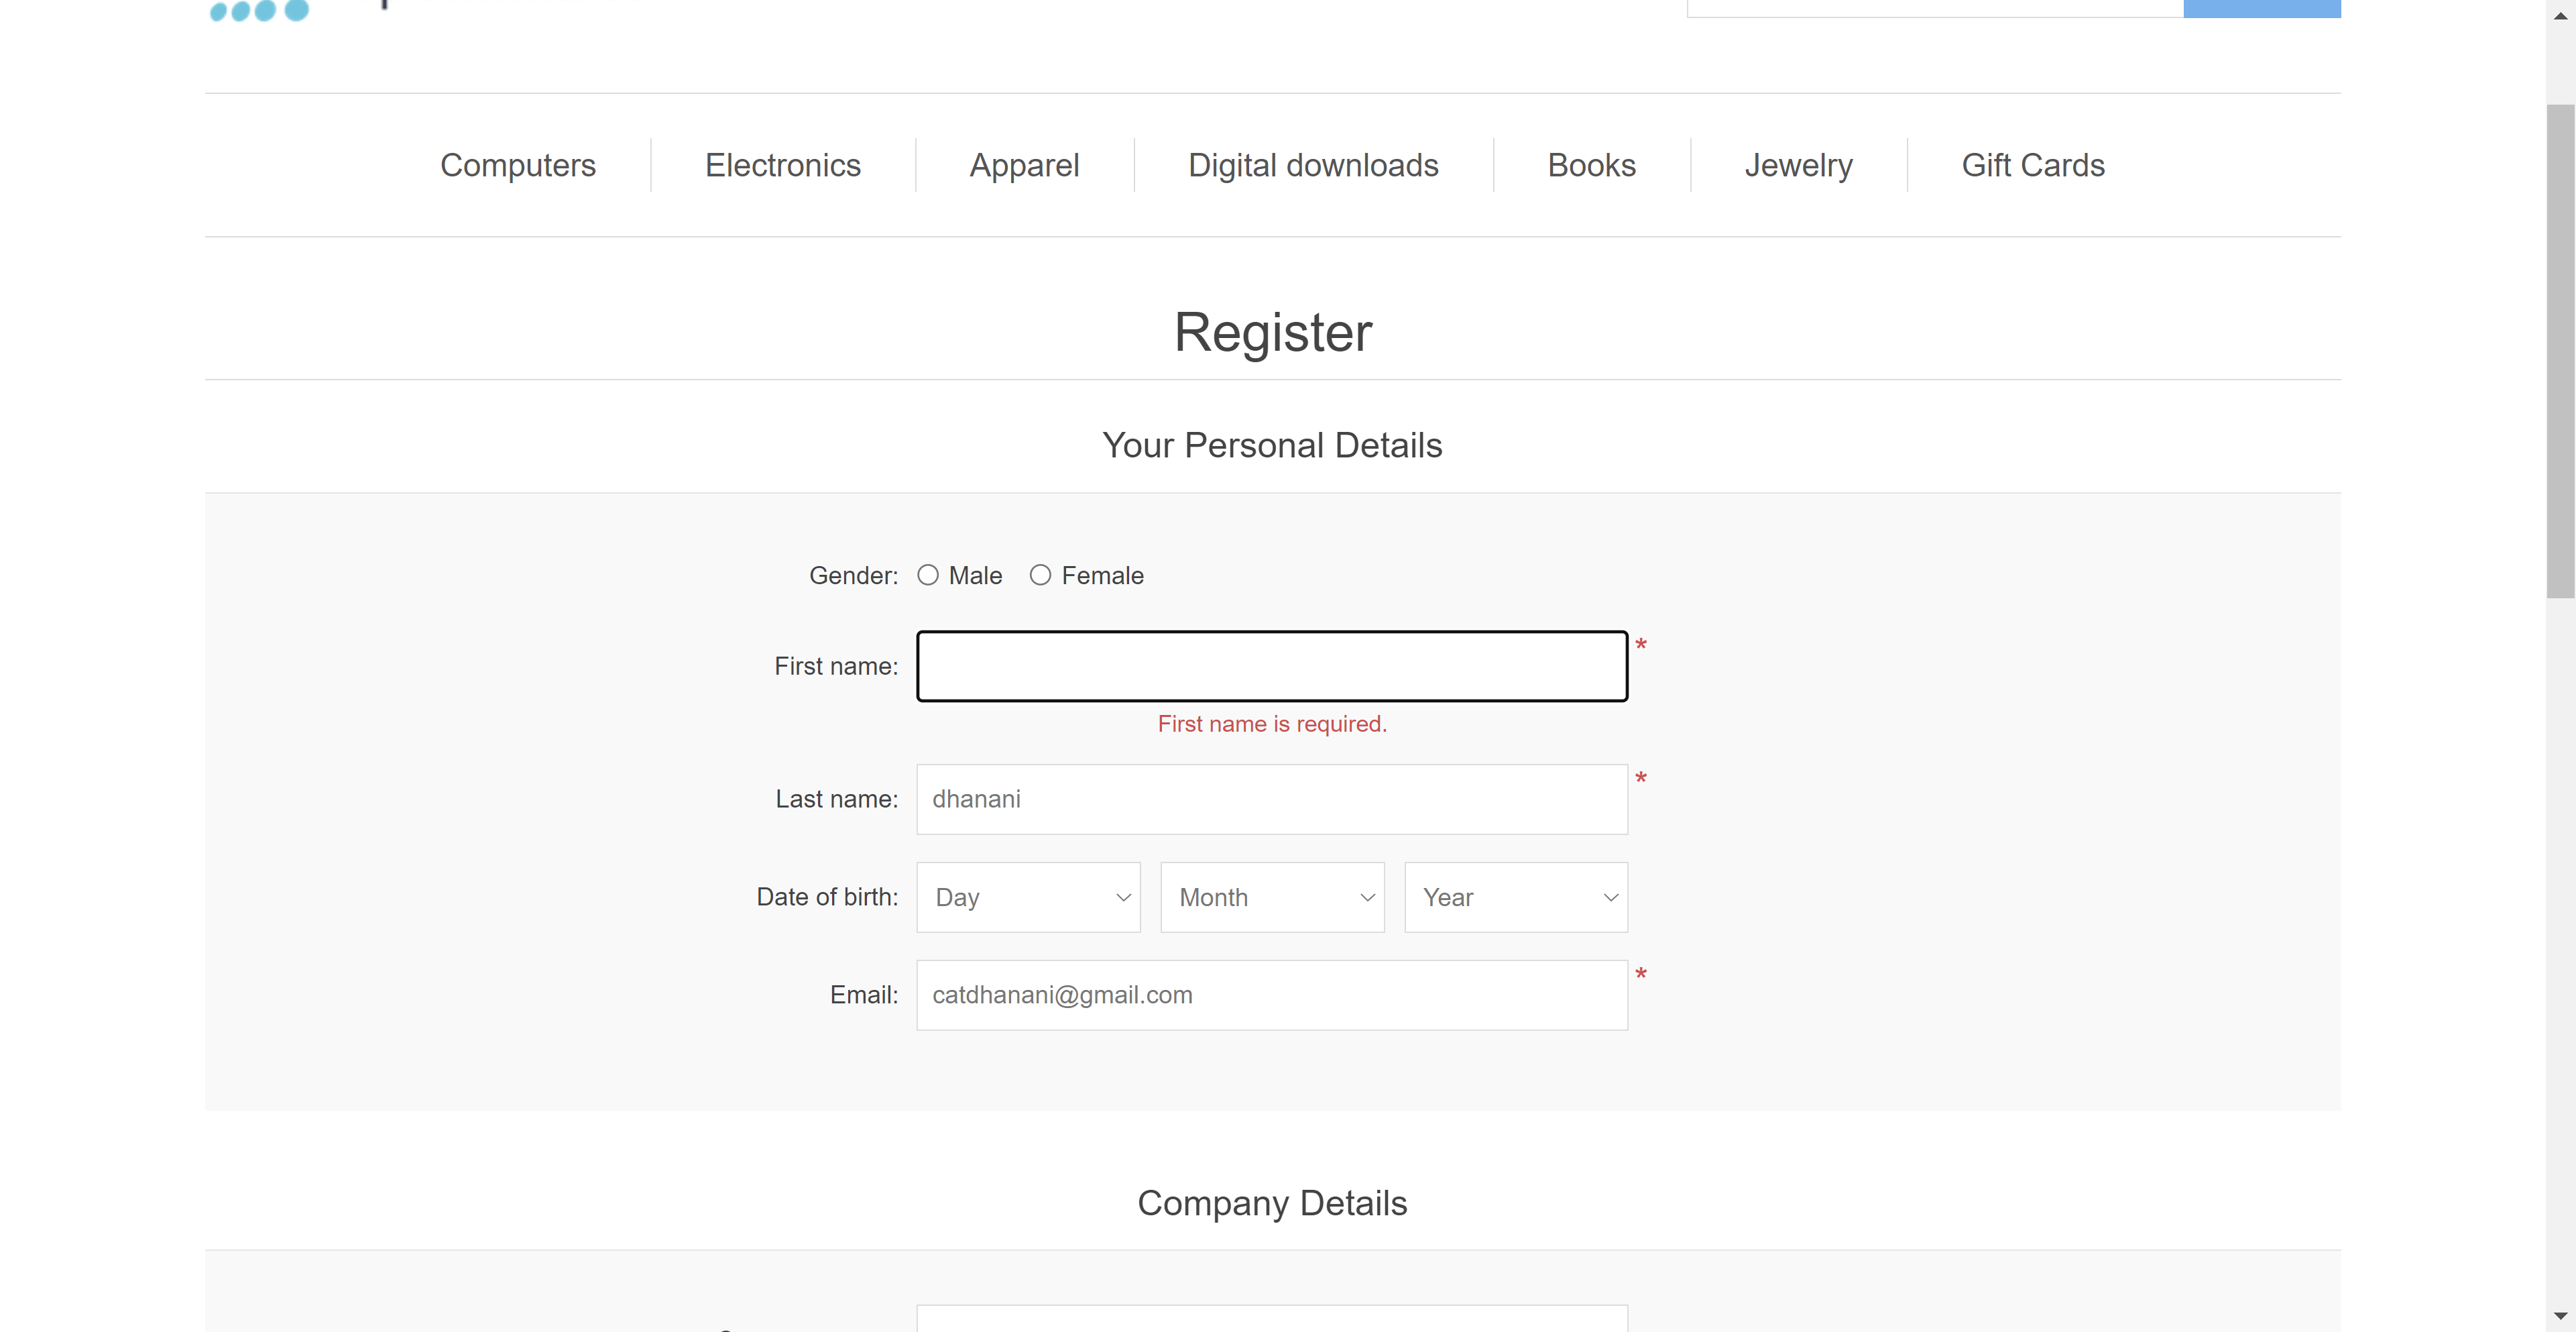 Computers Electronics Apparel Digital downloads Books Jewelry Gift Cards
Register
Your Personal Details
Gender: Male Female
First name: *
First name is required.
Last name: dhanani *
Date of birth: Day Month Year
Email: catdhanani@gmail.com *
Company Details